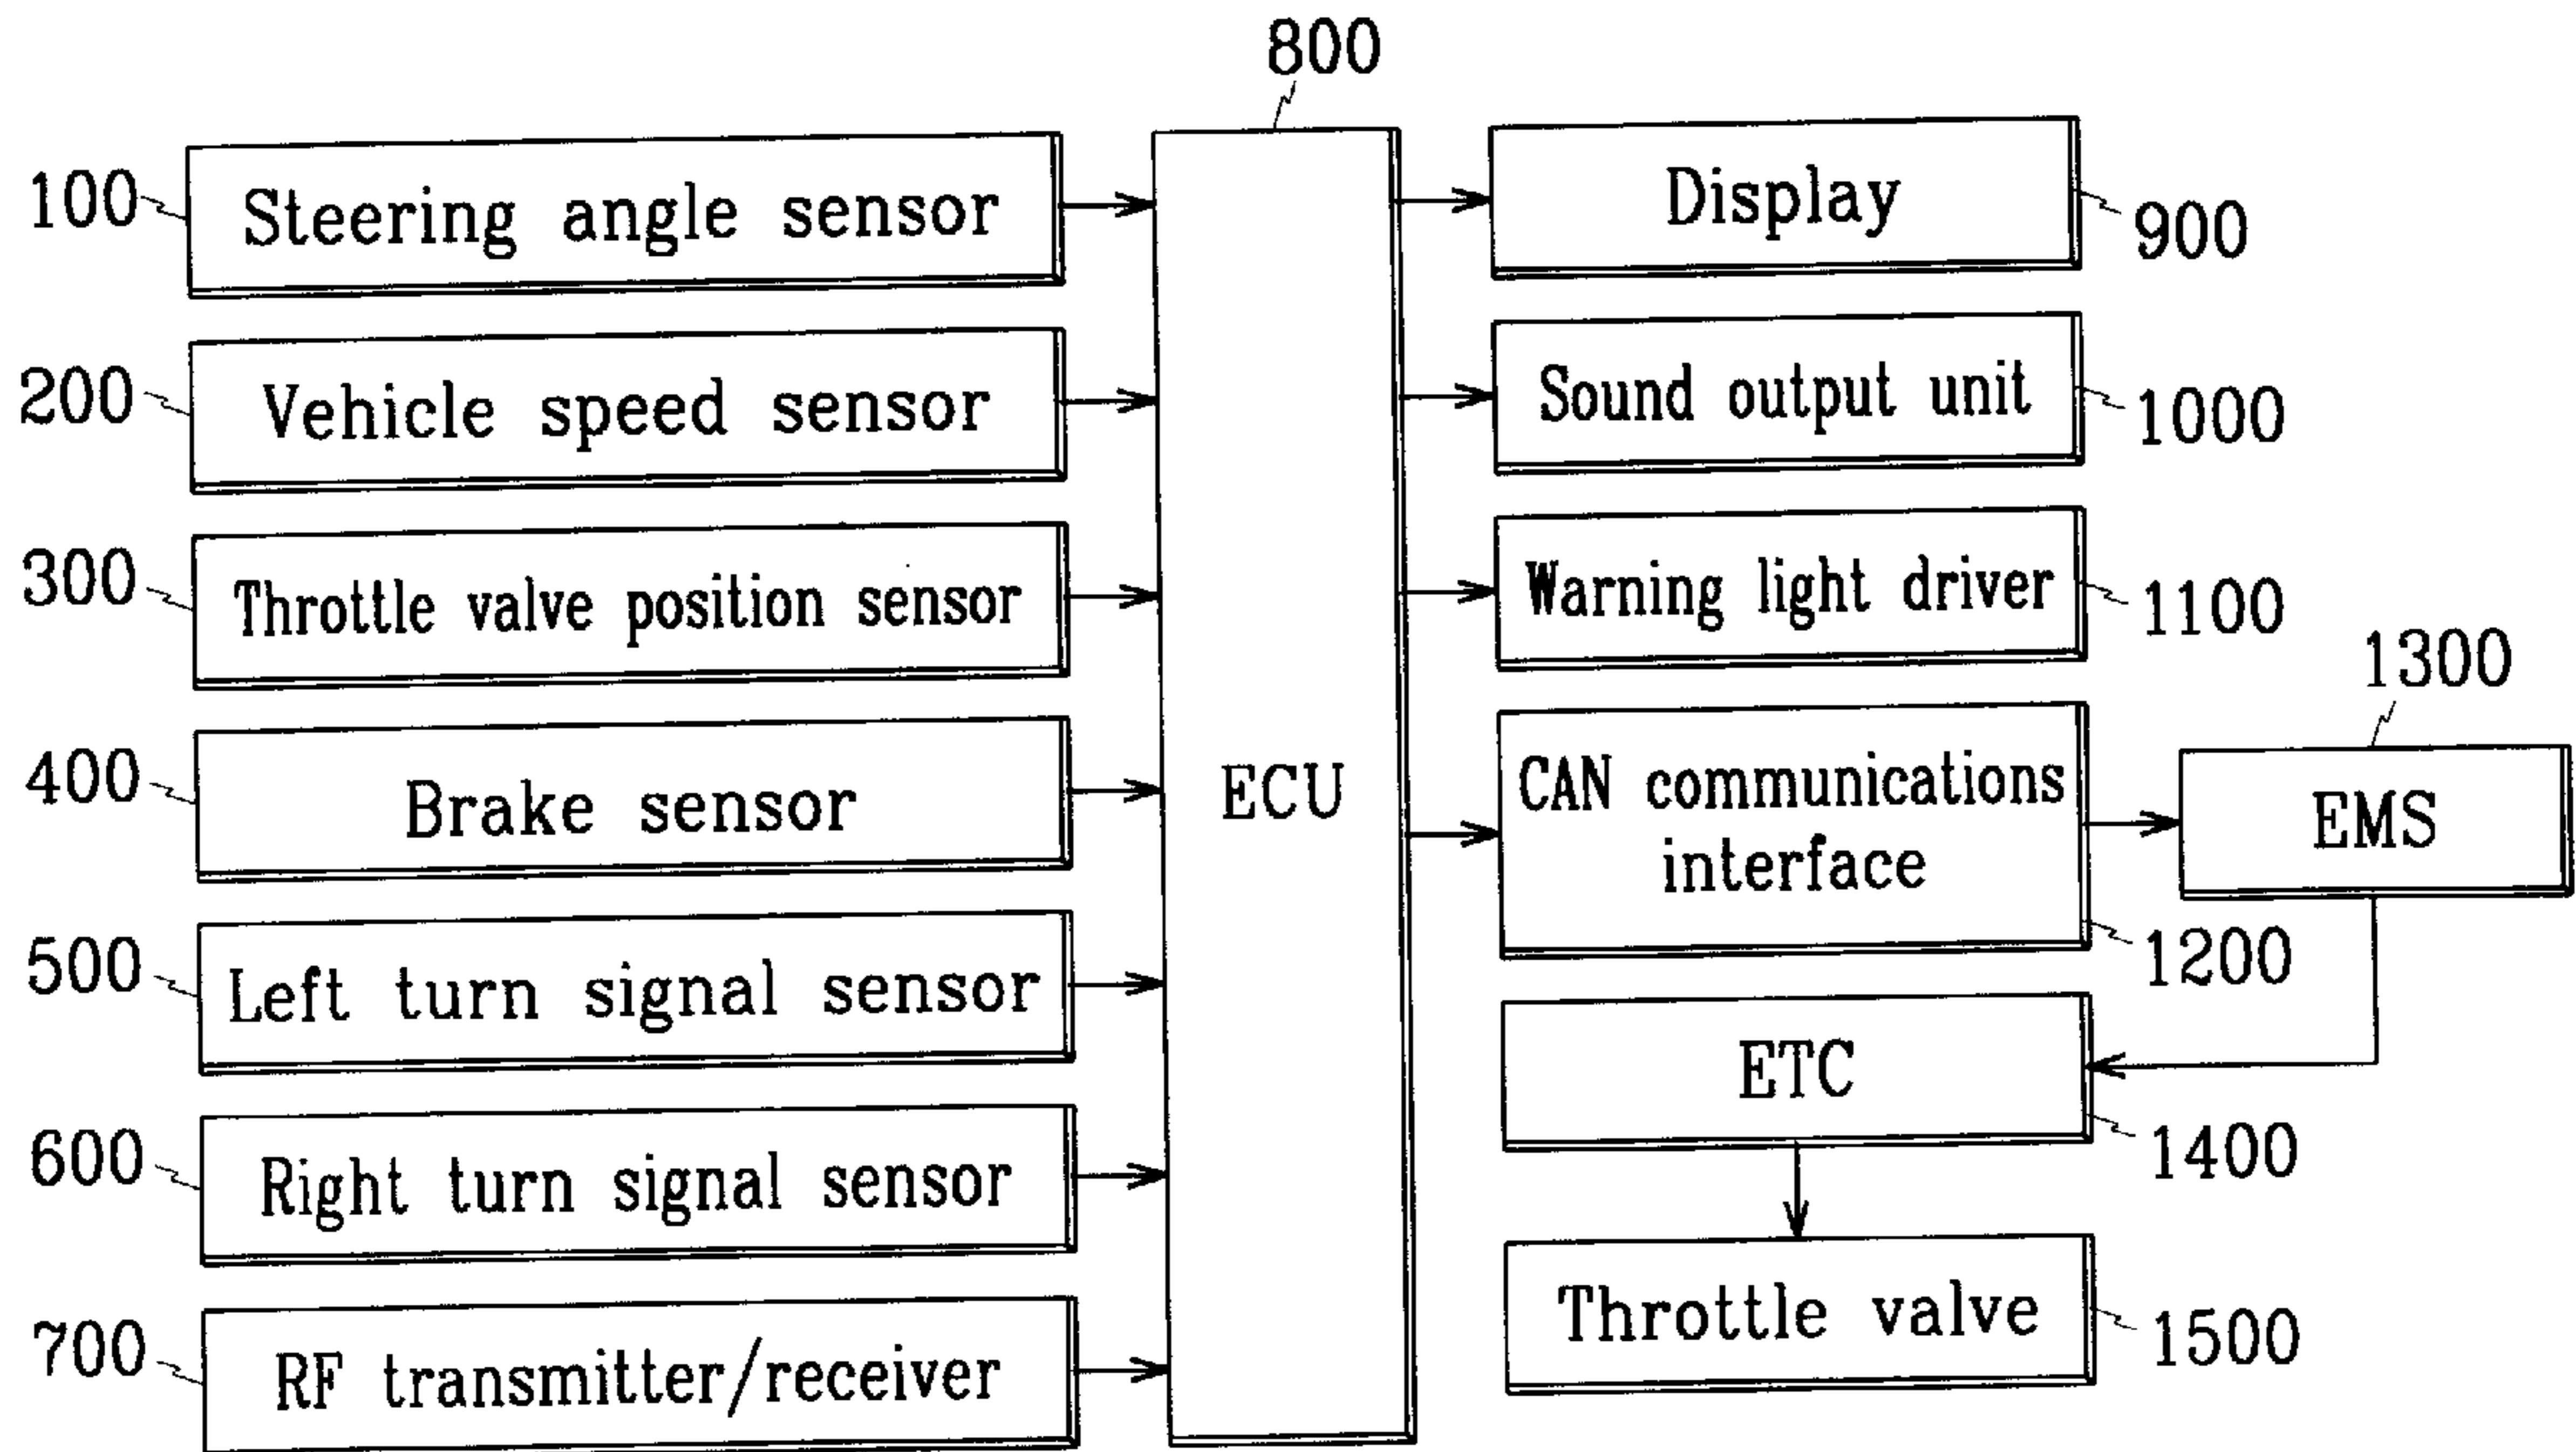 800
100
Steering angle sensor
Display
900
200
Vehicle speed sensor
Sound output unit
1000
300
Throttle valve position sensor
Warning light driver
1100
1300
400
Brake sensor
ECU
CAN communications
interface
EMS
1200
500
Left turn signal sensor
ETC
1400
600
Right turn signal sensor
Throttle valve
1500
700
RF transmitter/receiver